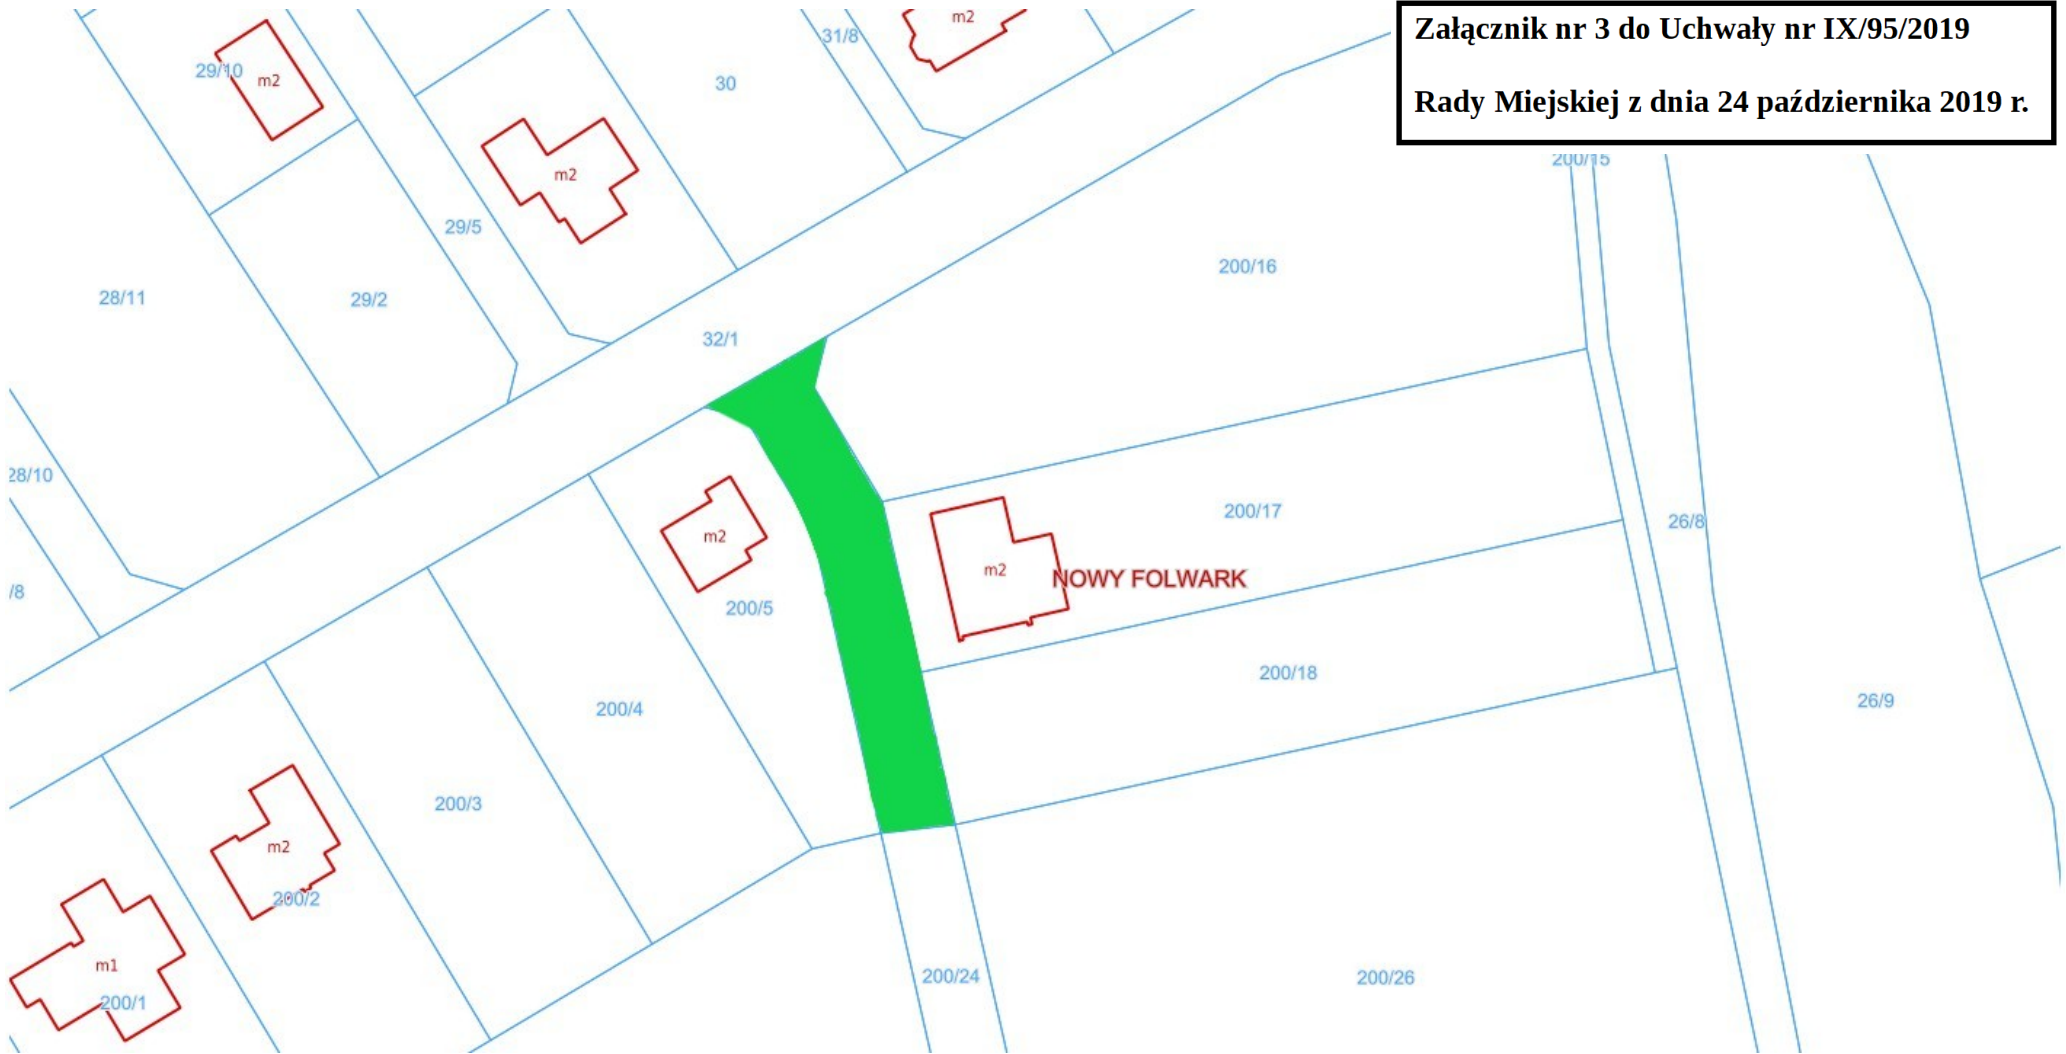 Załącznik nr 3 do Uchwały nr IX/95/2019
Rady Miejskiej z dnia 24 października 2019 r.
m2
31/8
29/10
m2
30
200/15
m2
29/5
200/16
28/11
29/2
32/1
28/10
200/17
26/8
m2
m2
NOWY FOLWARK
/8
200/5
200/18
26/9
200/4
200/3
m2
200/2
m1
200/24
200/26
200/1